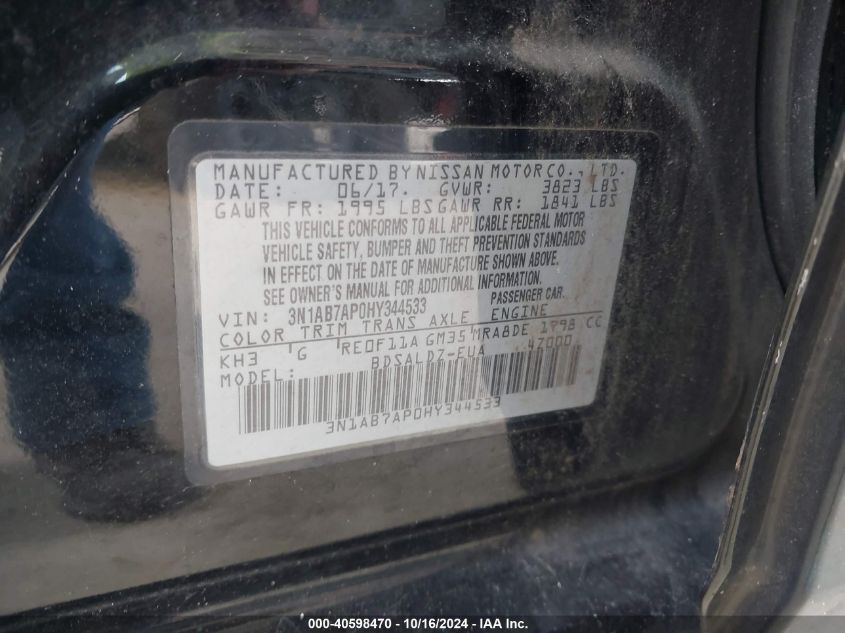 MANUFACTURED BY NISSAN MOTOR CO., LTD.
DATE: 06/17. GVWR: 3823 LBS
GAWR FR: 1995 LBS GAWR RR: 1841 LBS
THIS VEHICLE CONFORMS TO ALL APPLICABLE FEDERAL MOTOR
VEHICLE SAFETY, BUMPER AND THEFT PREVENTION STANDARDS
IN EFFECT ON THE DATE OF MANUFACTURE SHOWN ABOVE.
SEE OWNER'S MANUAL FOR ADDITIONAL INFORMATION.
VIN: 3N1AB7AP0HY344533 PASSENGER CAR.
COLOR TRIM TRANS AXLE ENGINE
KH3 G RE0F11A GM35 MRA8DE 1798 CC
MODEL: BDSALDZ-EUA 47000
3N1AB7AP0HY344533
000-40598470 - 10/16/2024 - IAA Inc.